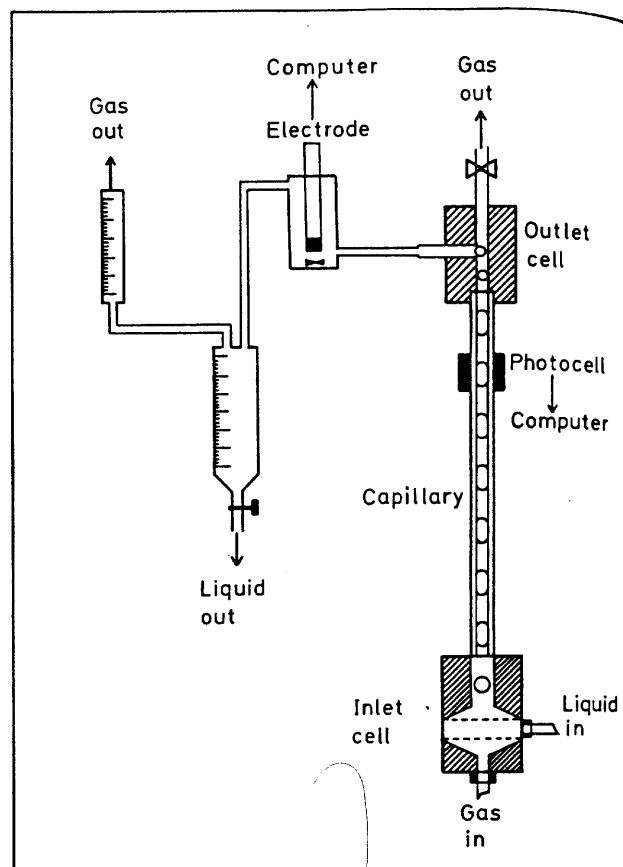 Computer
Gas
out
Electrode
Gas
out
Outlet
cell
Photocell
Computer
Capillary
Liquid
out
Inlet
cell
Liquid
in
Gas
in